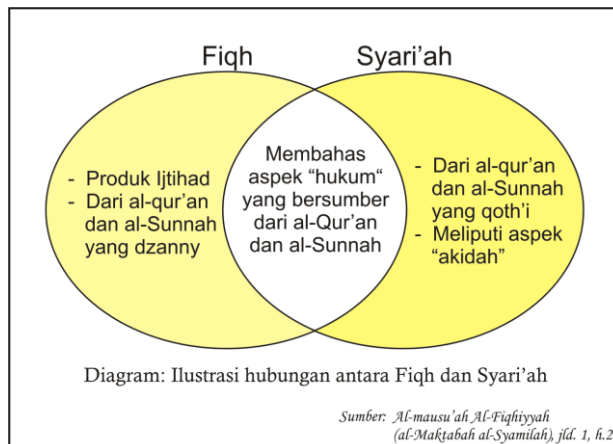 Fiqh
Syari'ah
- Produk Ijtihad
- Dari al-qur'an
dan al-Sunnah
yang dzanny
Membahas
aspek "hukum"
yang bersumber
dari al-Qur'an
dan al-Sunnah
- Dari al-qur'an
dan al-Sunnah
yang qoth'i
- Meliputi aspek
"akidah"
Diagram: Ilustrasi hubungan antara Fiqh dan Syari'ah
Sumber: Al-mausu'ah Al-Fiqhiyyah
(al-Maktabah al-Syamilah), jld. 1, h.2